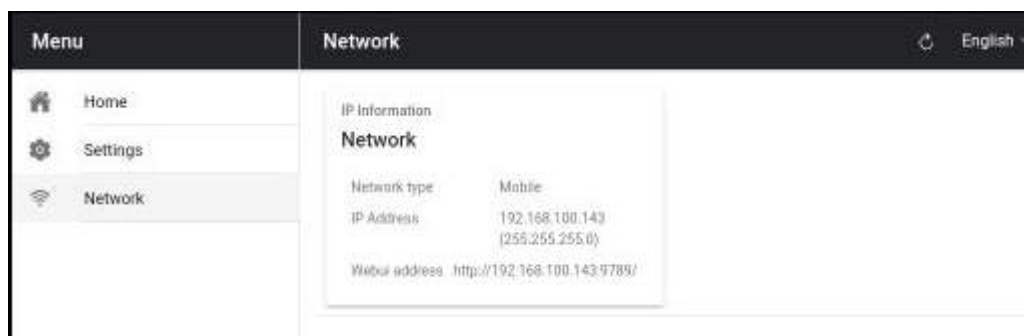 Menu
Network
English
Home
Settings
Network
IP Information
Network
Network type Mobile
IP Address 192.168.100.143
(255.255.255.0)
Webui address http://192.168.100.143:9789/